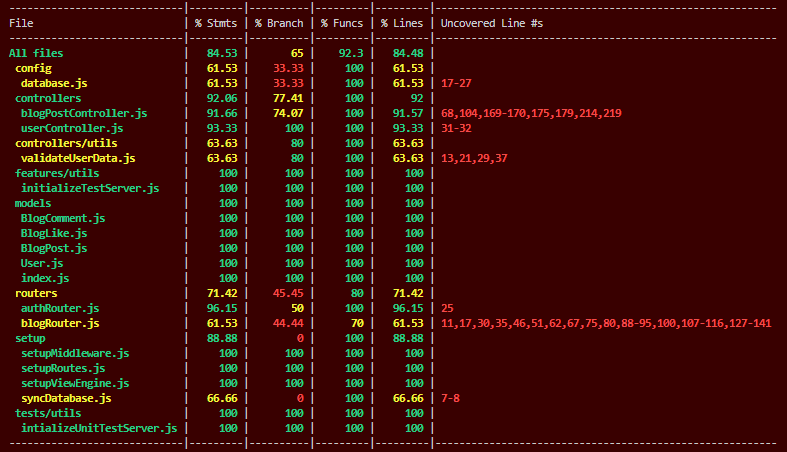 -----------------------------|---------|----------|---------|---------|---------------------------------------------------------
File                         | % Stmts | % Branch | % Funcs | % Lines | Uncovered Line #s
-----------------------------|---------|----------|---------|---------|---------------------------------------------------------
All files                    |   84.53 |       65 |    92.3 |   84.48 |
 config                      |   61.53 |    33.33 |     100 |   61.53 |
  database.js                |   61.53 |    33.33 |     100 |   61.53 | 17-27
 controllers                 |   92.06 |    77.41 |     100 |      92 |
  blogPostController.js      |   91.66 |    74.07 |     100 |   91.57 | 68,104,169-170,175,179,214,219
  userController.js          |   93.33 |      100 |     100 |   93.33 | 31-32
 controllers/utils           |   63.63 |       80 |     100 |   63.63 |
  validateUserData.js        |   63.63 |       80 |     100 |   63.63 | 13,21,29,37
 features/utils              |     100 |      100 |     100 |     100 |
  initializeTestServer.js    |     100 |      100 |     100 |     100 |
 models                      |     100 |      100 |     100 |     100 |
  BlogComment.js             |     100 |      100 |     100 |     100 |
  BlogLike.js                |     100 |      100 |     100 |     100 |
  BlogPost.js                |     100 |      100 |     100 |     100 |
  User.js                    |     100 |      100 |     100 |     100 |
  index.js                   |     100 |      100 |     100 |     100 |
 routers                     |   71.42 |    45.45 |      80 |   71.42 |
  authRouter.js              |   96.15 |       50 |     100 |   96.15 | 25
  blogRouter.js              |   61.53 |    44.44 |      70 |   61.53 | 11,17,30,35,46,51,62,67,75,80,88-95,100,107-116,127-141
 setup                       |   88.88 |        0 |     100 |   88.88 |
  setupMiddleware.js         |     100 |      100 |     100 |     100 |
  setupRoutes.js             |     100 |      100 |     100 |     100 |
  setupViewEngine.js         |     100 |      100 |     100 |     100 |
  syncDatabase.js            |   66.66 |        0 |     100 |   66.66 | 7-8
 tests/utils                 |     100 |      100 |     100 |     100 |
  intializeUnitTestServer.js |     100 |      100 |     100 |     100 |
-----------------------------|---------|----------|---------|---------|---------------------------------------------------------